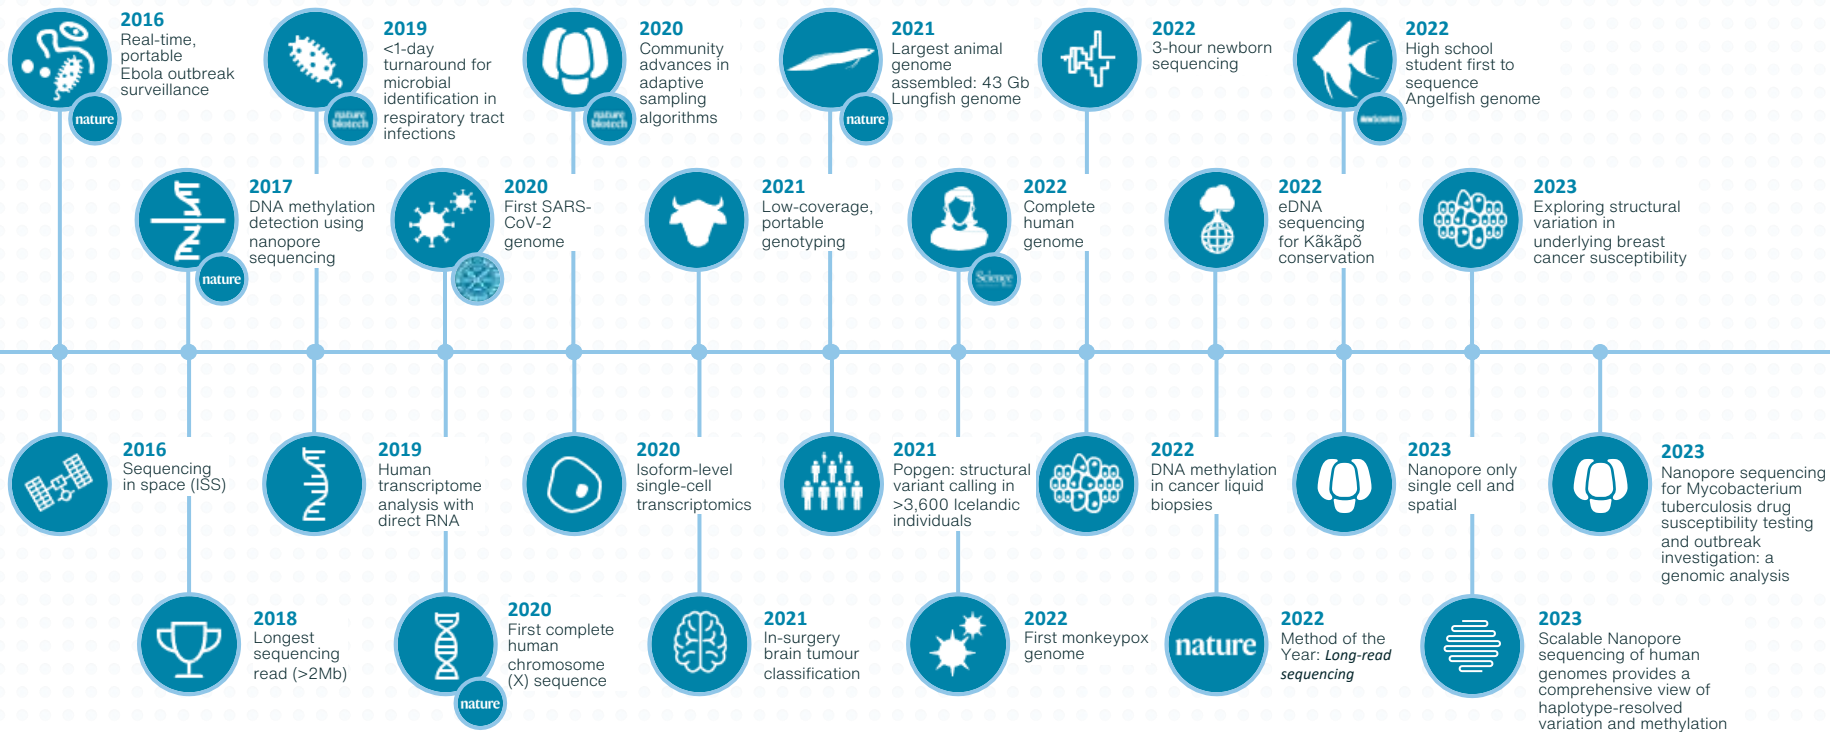 2016
Real-time,
portable
Ebola outbreak
surveillance
nature
2019
<1-day
turnaround for
microbial
identification in
respiratory tract
infections
nature
biotech
2020
Community
advances in
adaptive
sampling
algorithms
nature
biotech
2021
Largest animal
genome
assembled: 43 Gb
Lungfish genome
nature
2022
3-hour newborn
sequencing
2022
High school
student first to
sequence
Angelfish genome
2017
DNA methylation
detection using
nanopore
sequencing
nature
2020
First SARS-
CoV-2
genome
2021
Low-coverage,
portable
genotyping
2022
Complete
human
genome
Science
2022
eDNA
sequencing
for Kãkãpõ
conservation
2023
Exploring structural
variation in
underlying breast
cancer susceptibility
2016
Sequencing
in space (ISS)
2019
Human
transcriptome
analysis with
direct RNA
2020
Isoform-level
single-cell
transcriptomics
2021
Popgen: structural
variant calling in
>3,600 Icelandic
individuals
2022
DNA methylation
in cancer liquid
biopsies
2023
Nanopore only
single cell and
spatial
2023
Nanopore sequencing
for Mycobacterium
tuberculosis drug
susceptibility testing
and outbreak
investigation: a
genomic analysis
2018
Longest
sequencing
read (>2Mb)
2020
First complete
human
chromosome
(X) sequence
nature
2021
In-surgery
brain tumour
classification
2022
First monkeypox
genome
nature
2022
Method of the
Year: Long-read
sequencing
2023
Scalable Nanopore
sequencing of human
genomes provides a
comprehensive view of
haplotype-resolved
variation and methylation